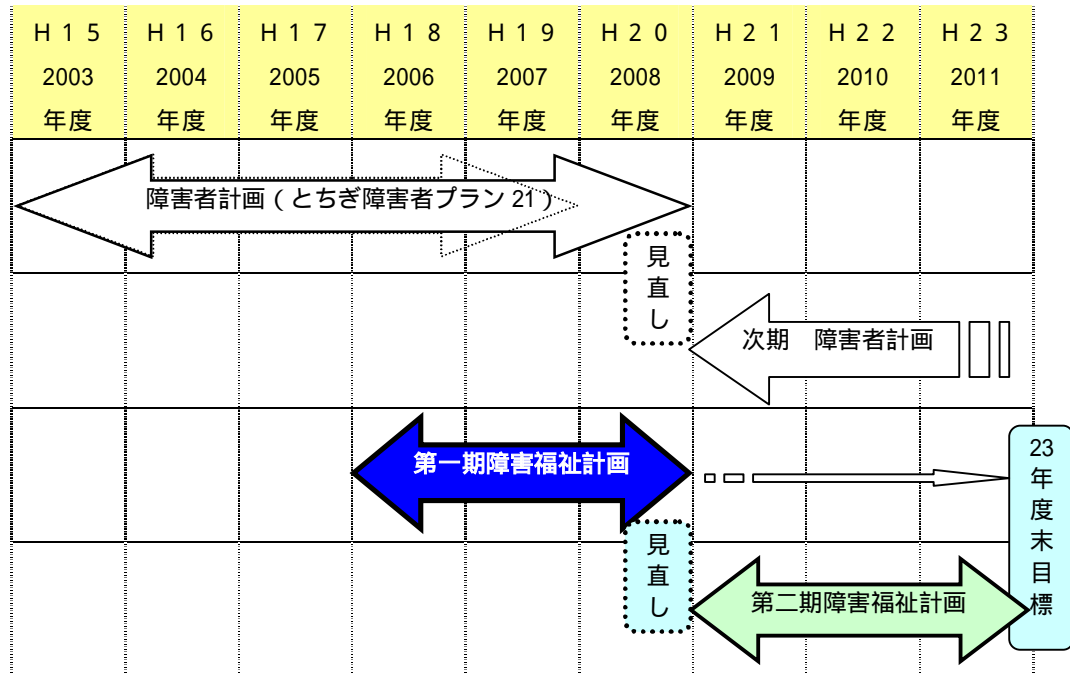 Ｈ１５ Ｈ１６ Ｈ１７ Ｈ１８ Ｈ１９ Ｈ２０ Ｈ２１ Ｈ２２ Ｈ２３
2003 2004 2005 2006 2007 2008 2009 2010 2011
年度 年度 年度 年度 年度 年度 年度 年度 年度
障害者計画（とちぎ障害者プラン 21）
見直し
次期　障害者計画
第一期障害福祉計画
23年度末目標
見直し
第二期障害福祉計画